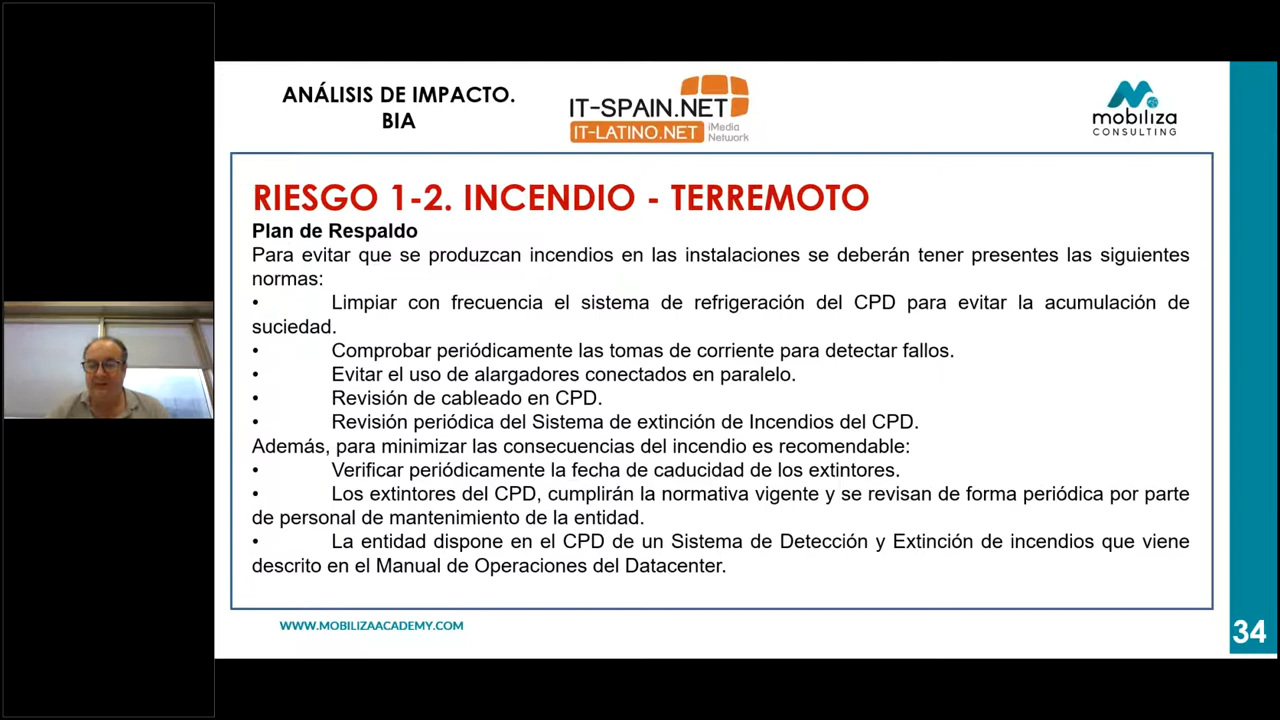 ANÁLISIS DE IMPACTO.
BIA
IT-SPAIN.NET
IT-LATINO.NET
iMedia
Network
mobiliza
CONSULTING
RIESGO 1-2. INCENDIO - TERREMOTO
Plan de Respaldo
Para evitar que se produzcan incendios en las instalaciones se deberán tener presentes las siguientes
normas:
• Limpiar con frecuencia el sistema de refrigeración del CPD para evitar la acumulación de
suciedad.
• Comprobar periódicamente las tomas de corriente para detectar fallos.
• Evitar el uso de alargadores conectados en paralelo.
• Revisión de cableado en CPD.
• Revisión periódica del Sistema de extinción de Incendios del CPD.
Además, para minimizar las consecuencias del incendio es recomendable:
• Verificar periódicamente la fecha de caducidad de los extintores.
• Los extintores del CPD, cumplirán la normativa vigente y se revisan de forma periódica por parte
de personal de mantenimiento de la entidad.
• La entidad dispone en el CPD de un Sistema de Detección y Extinción de incendios que viene
descrito en el Manual de Operaciones del Datacenter.
WWW.MOBILIZAACADEMY.COM
34